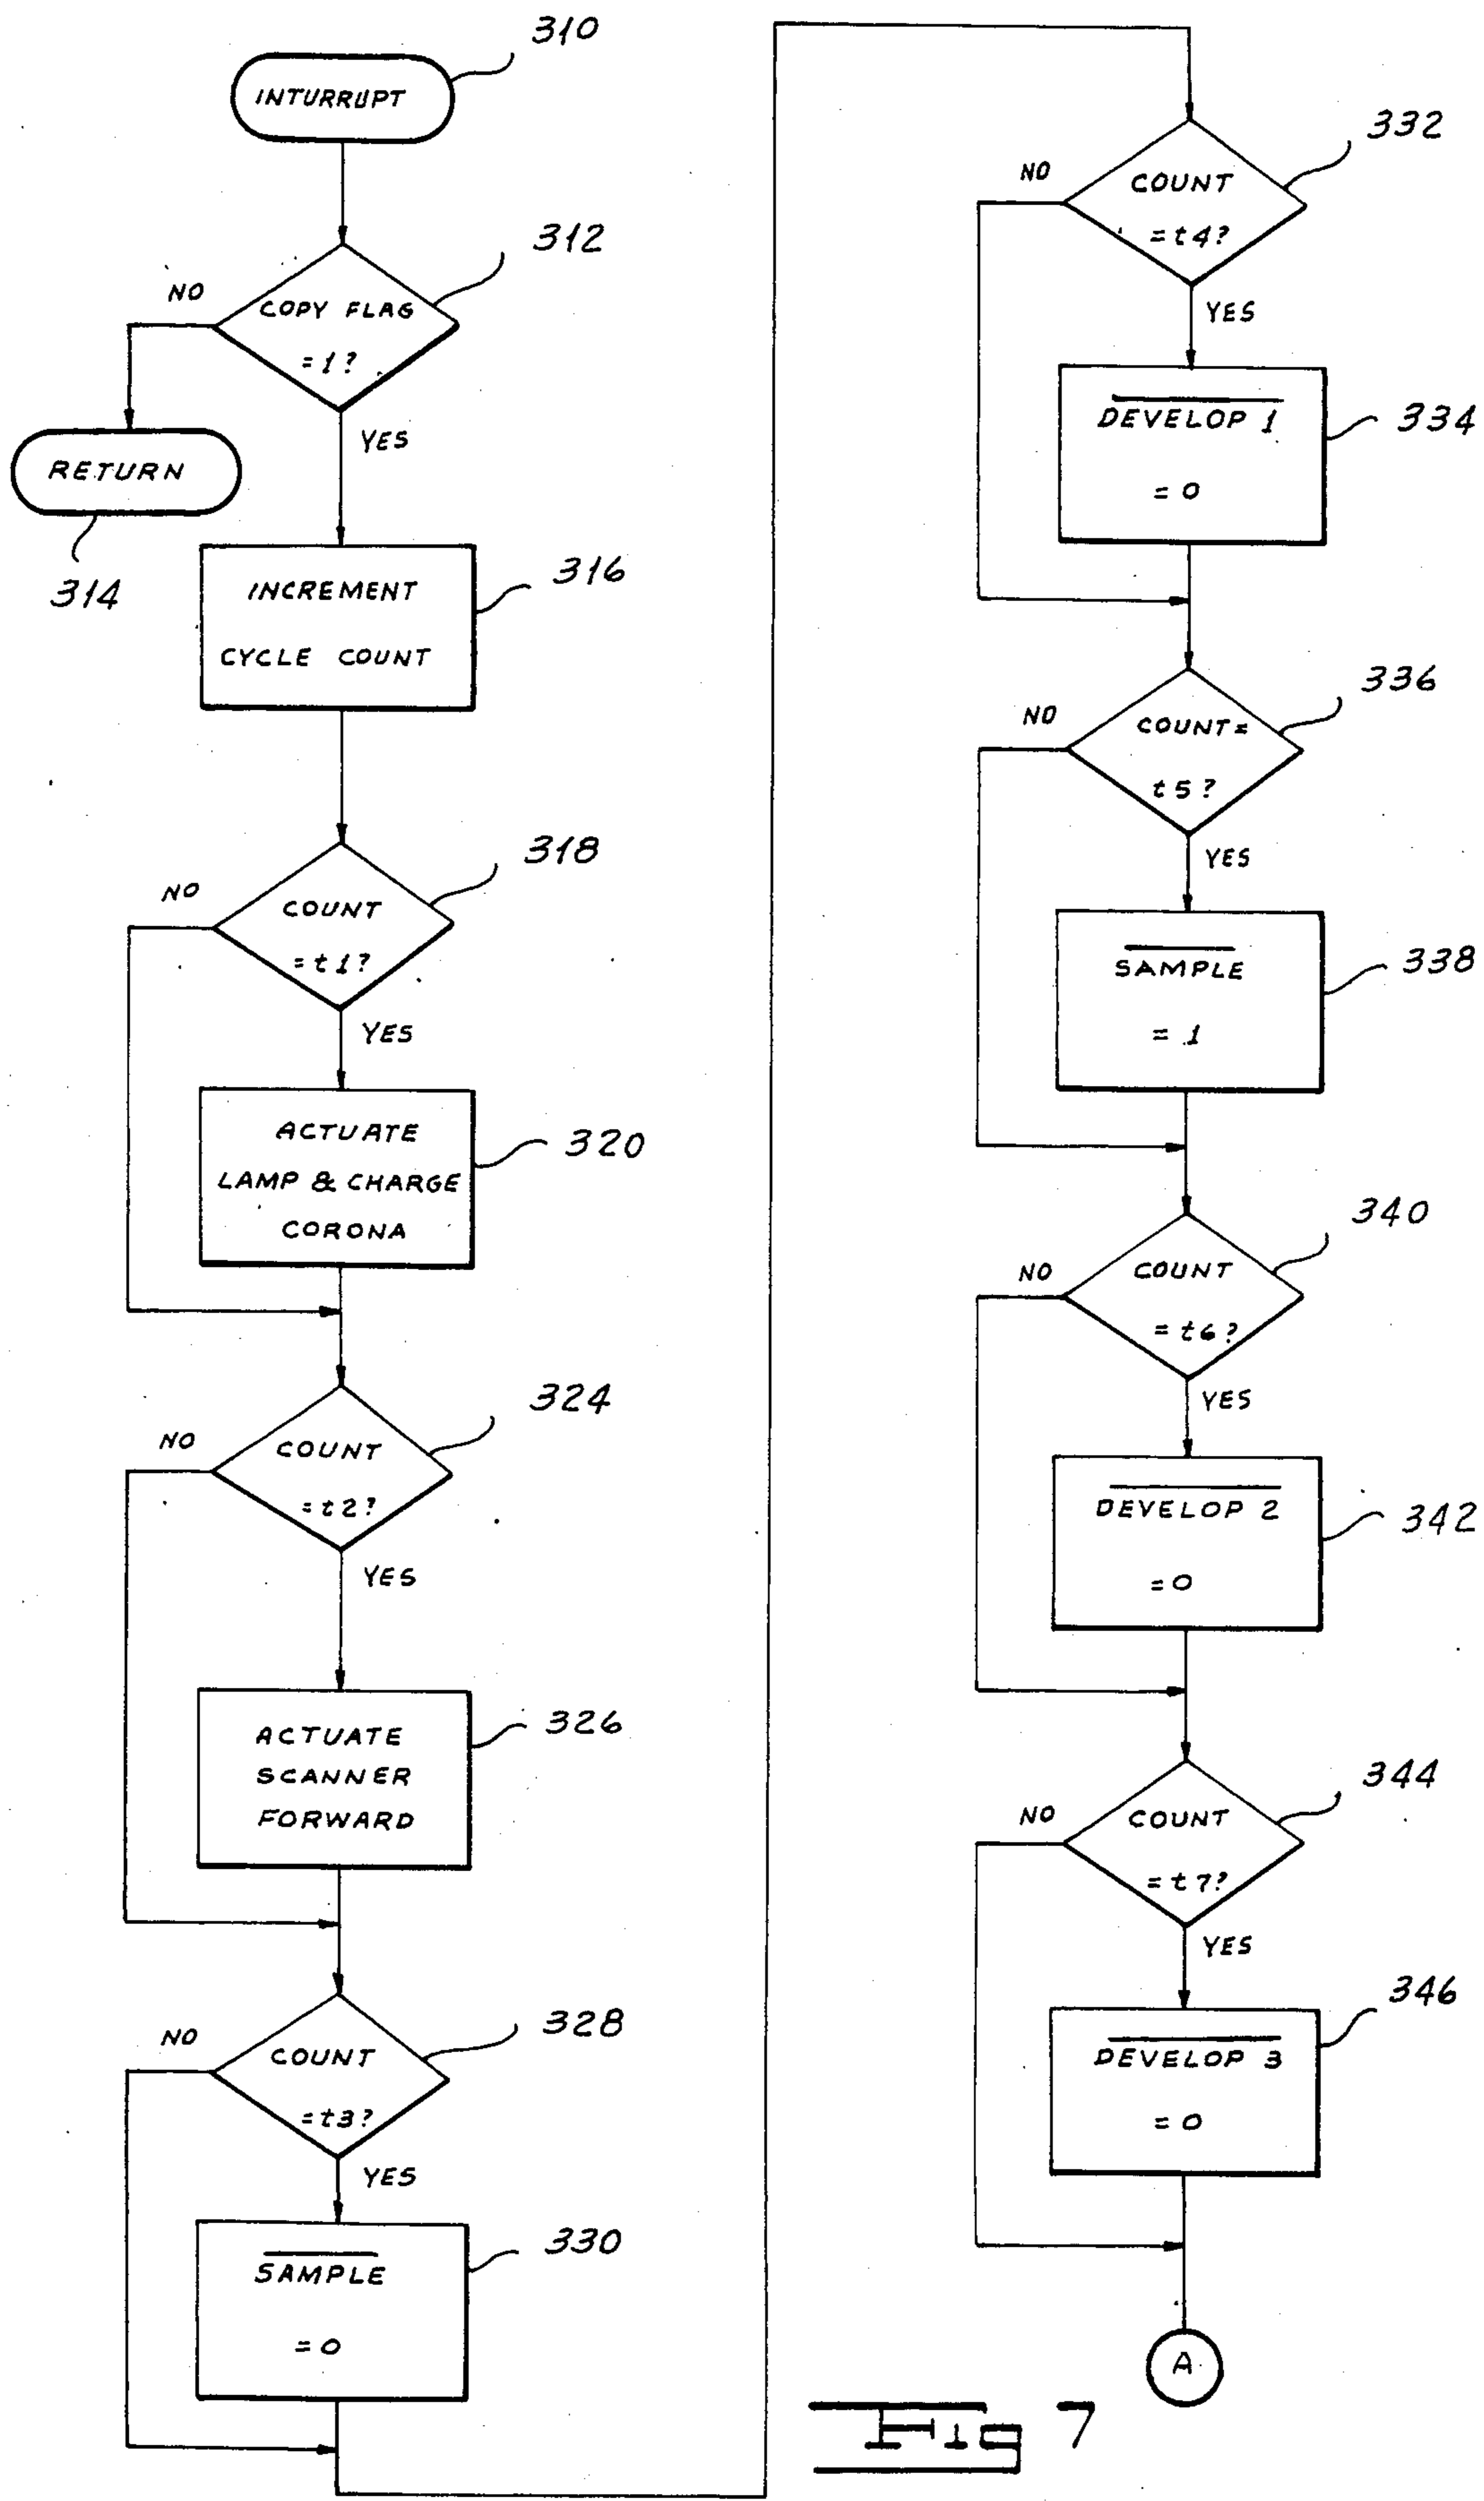 310
INTURRUPT
312
NO
COPY FLAG
=1?
YES
RETURN
314
316
INCREMENT
CYCLE COUNT
318
NO
COUNT
=t1?
YES
320
ACTUATE
LAMP & CHARGE
CORONA
324
NO
COUNT
=t2?
YES
326
ACTUATE
SCANNER
FORWARD
328
NO
COUNT
=t3?
YES
330
SAMPLE
=0
332
NO
COUNT
=t4?
YES
334
DEVELOP 1
=0
336
NO
COUNT=
t5?
YES
338
SAMPLE
=1
340
NO
COUNT
=t6?
YES
342
DEVELOP 2
=0
344
NO
COUNT
=t7?
YES
346
DEVELOP 3
=0
A
Fig 7